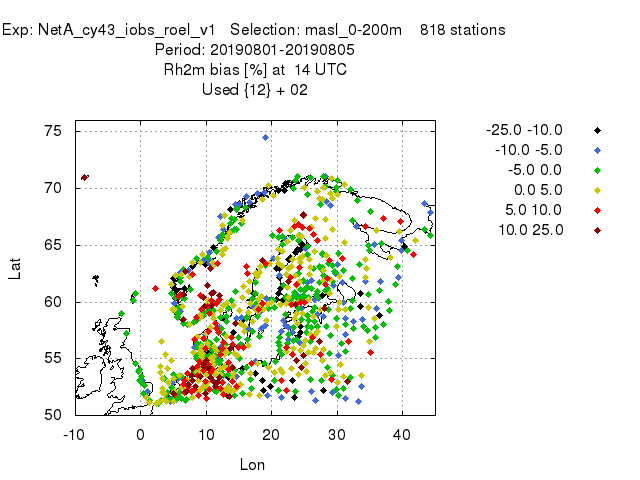 Exp: NetA_cy43_iobs_roel_v1   Selection: masl_0-200m    818 stations
Period: 20190801-20190805
Rh2m bias [%] at  14 UTC
Used {12} + 02
75
70
65
60
55
50
-10 0 10 20 30 40
Lat
Lon
-25.0 -10.0
-10.0 -5.0
-5.0 0.0
0.0 5.0
5.0 10.0
10.0 25.0